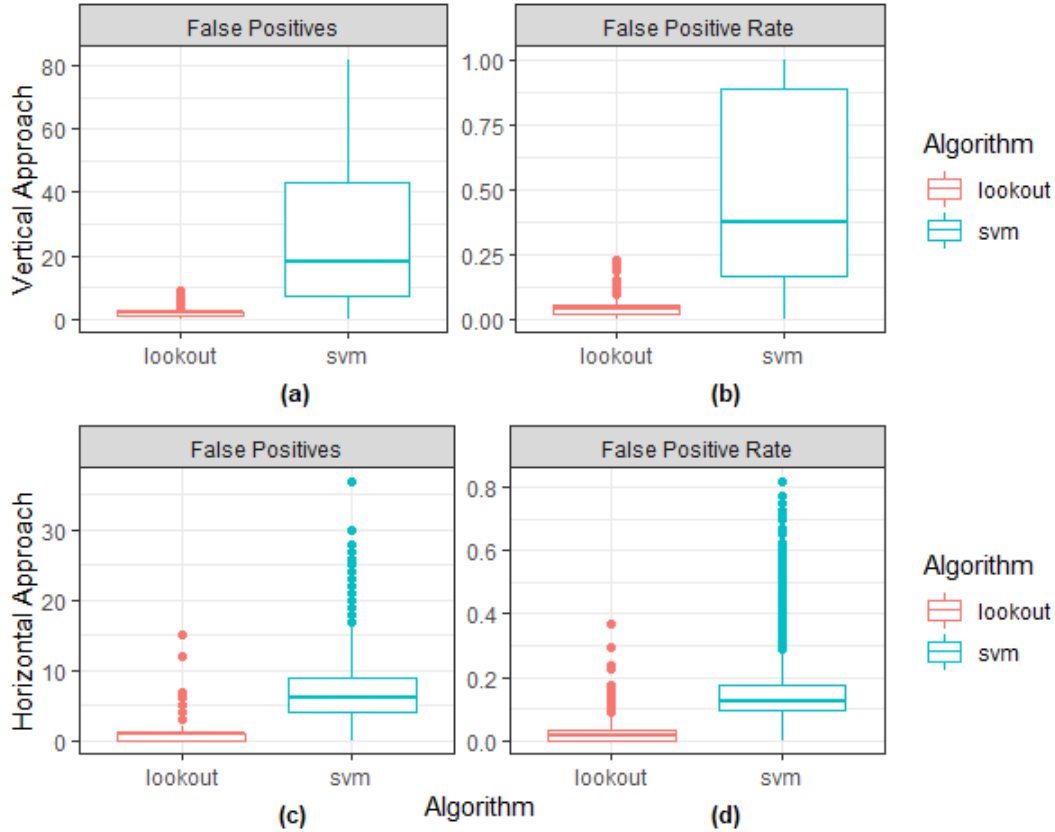 False Positives
False Positive Rate
Vertical Approach
80
60
40
20
0
1.00
0.75
0.50
0.25
0.00
lookout
svm
lookout
svm
(a)
(b)
Algorithm
lookout
svm
False Positives
False Positive Rate
Horizontal Approach
30
20
10
0
0.8
0.6
0.4
0.2
0.0
lookout
svm
lookout
svm
(c)
Algorithm
(d)
Algorithm
lookout
svm